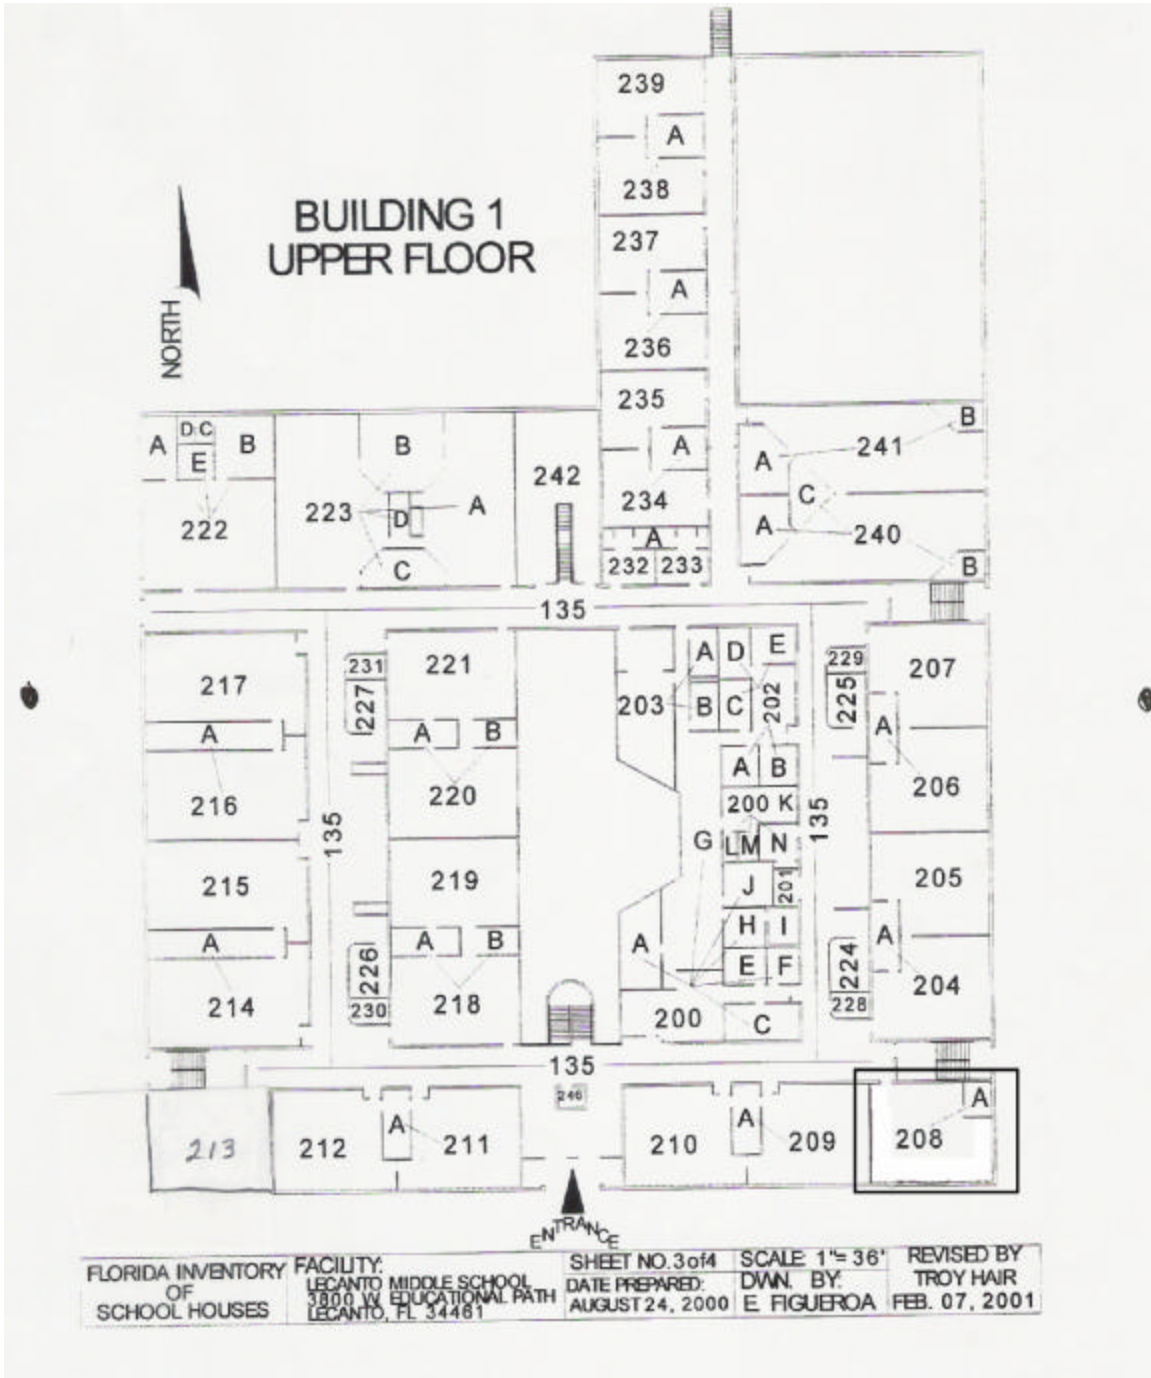 239
A
238
BUILDING 1
UPPER FLOOR
237
A
NORTH
236
235
B
A D C B B A 241
E 242 A C
223 A 234
D A
222 A 240
C 232 233 B
135
231 221 A D E 229 207
217 227 203 B C 202 225
A A B A
216 220 A B 206
200 K
135 G L M N 135
215 219 J 201 205
A A B A H I A
226 E F 224
214 230 218 200 C 228 204
135
246 A
A A 208
213 212 211 210 209
ENTRANCE
FLORIDA INVENTORY
OF
SCHOOL HOUSES
FACILITY:
LECANTO MIDDLE SCHOOL
3800 W. EDUCATIONAL PATH
LECANTO, FL 34461
SHEET NO. 3 of 4
DATE PREPARED:
AUGUST 24, 2000
SCALE: 1"= 36'
DWN. BY:
E. FIGUEROA
REVISED BY
TROY HAIR
FEB. 07, 2001